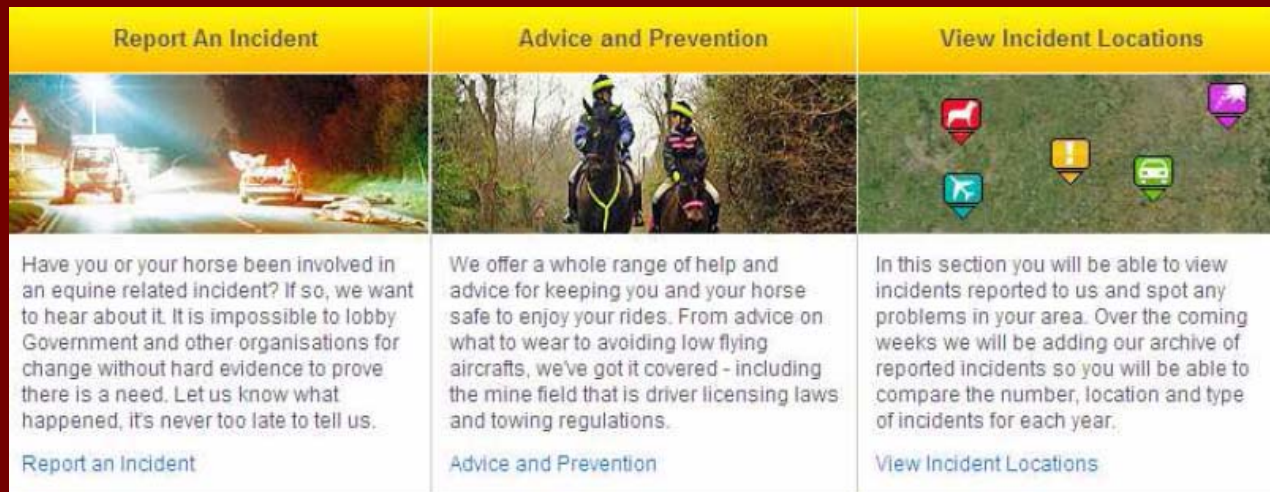 Report An Incident
Have you or your horse been involved in
an equine related incident? If so, we want
to hear about it. It is impossible to lobby
Government and other organisations for
change without hard evidence to prove
there is a need. Let us know what
happened, it's never too late to tell us.
Report an Incident
Advice and Prevention
We offer a whole range of help and
advice for keeping you and your horse
safe to enjoy your rides. From advice on
what to wear to avoiding low flying
aircrafts, we've got it covered - including
the mine field that is driver licensing laws
and towing regulations.
Advice and Prevention
View Incident Locations
!
In this section you will be able to view
incidents reported to us and spot any
problems in your area. Over the coming
weeks we will be adding our archive of
reported incidents so you will be able to
compare the number, location and type
of incidents for each year.
View Incident Locations